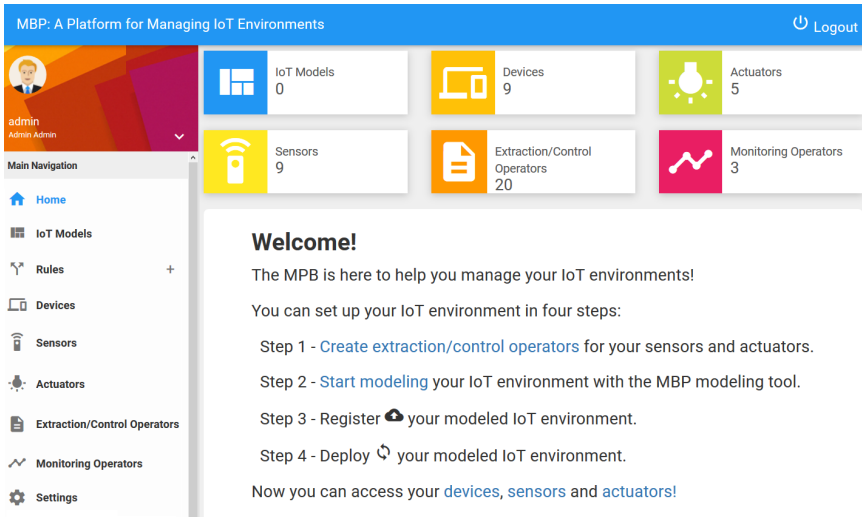 MBP: A Platform for Managing IoT Environments
Logout
admin
Admin Admin
Main Navigation
Home
IoT Models
Rules +
Devices
Sensors
Actuators
Extraction/Control Operators
Monitoring Operators
Settings
IoT Models
0
Devices
9
Actuators
5
Sensors
9
Extraction/Control
Operators
20
Monitoring Operators
3
Welcome!
The MPB is here to help you manage your IoT environments!
You can set up your IoT environment in four steps:
Step 1 - Create extraction/control operators for your sensors and actuators.
Step 2 - Start modeling your IoT environment with the MBP modeling tool.
Step 3 - Register your modeled IoT environment.
Step 4 - Deploy your modeled IoT environment.
Now you can access your devices, sensors and actuators!